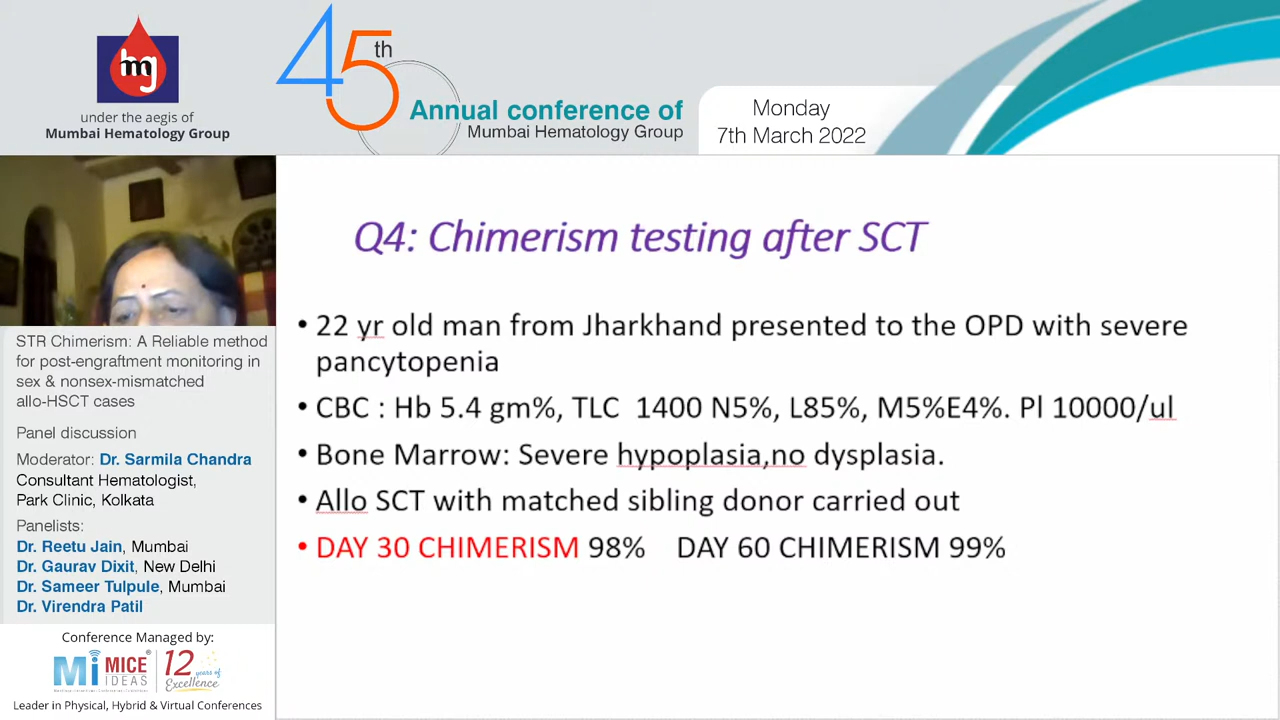 hmg
under the aegis of
Mumbai Hematology Group
45th
Annual conference of
Mumbai Hematology Group
Monday
7th March 2022
STR Chimerism: A Reliable method
for post-engraftment monitoring in
sex & nonsex-mismatched
allo-HSCT cases
Panel discussion
Moderator: Dr. Sarmila Chandra
Consultant Hematologist,
Park Clinic, Kolkata
Panelists:
Dr. Reetu Jain, Mumbai
Dr. Gaurav Dixit, New Delhi
Dr. Sameer Tulpule, Mumbai
Dr. Virendra Patil
Conference Managed by:
Mi MICE IDEAS
12 years of Excellence
Leader in Physical, Hybrid & Virtual Conferences
Q4: Chimerism testing after SCT
• 22 yr old man from Jharkhand presented to the OPD with severe
pancytopenia
• CBC : Hb 5.4 gm%, TLC 1400 N5%, L85%, M5%E4%. Pl 10000/ul
• Bone Marrow: Severe hypoplasia,no dysplasia.
• Allo SCT with matched sibling donor carried out
• DAY 30 CHIMERISM 98% DAY 60 CHIMERISM 99%